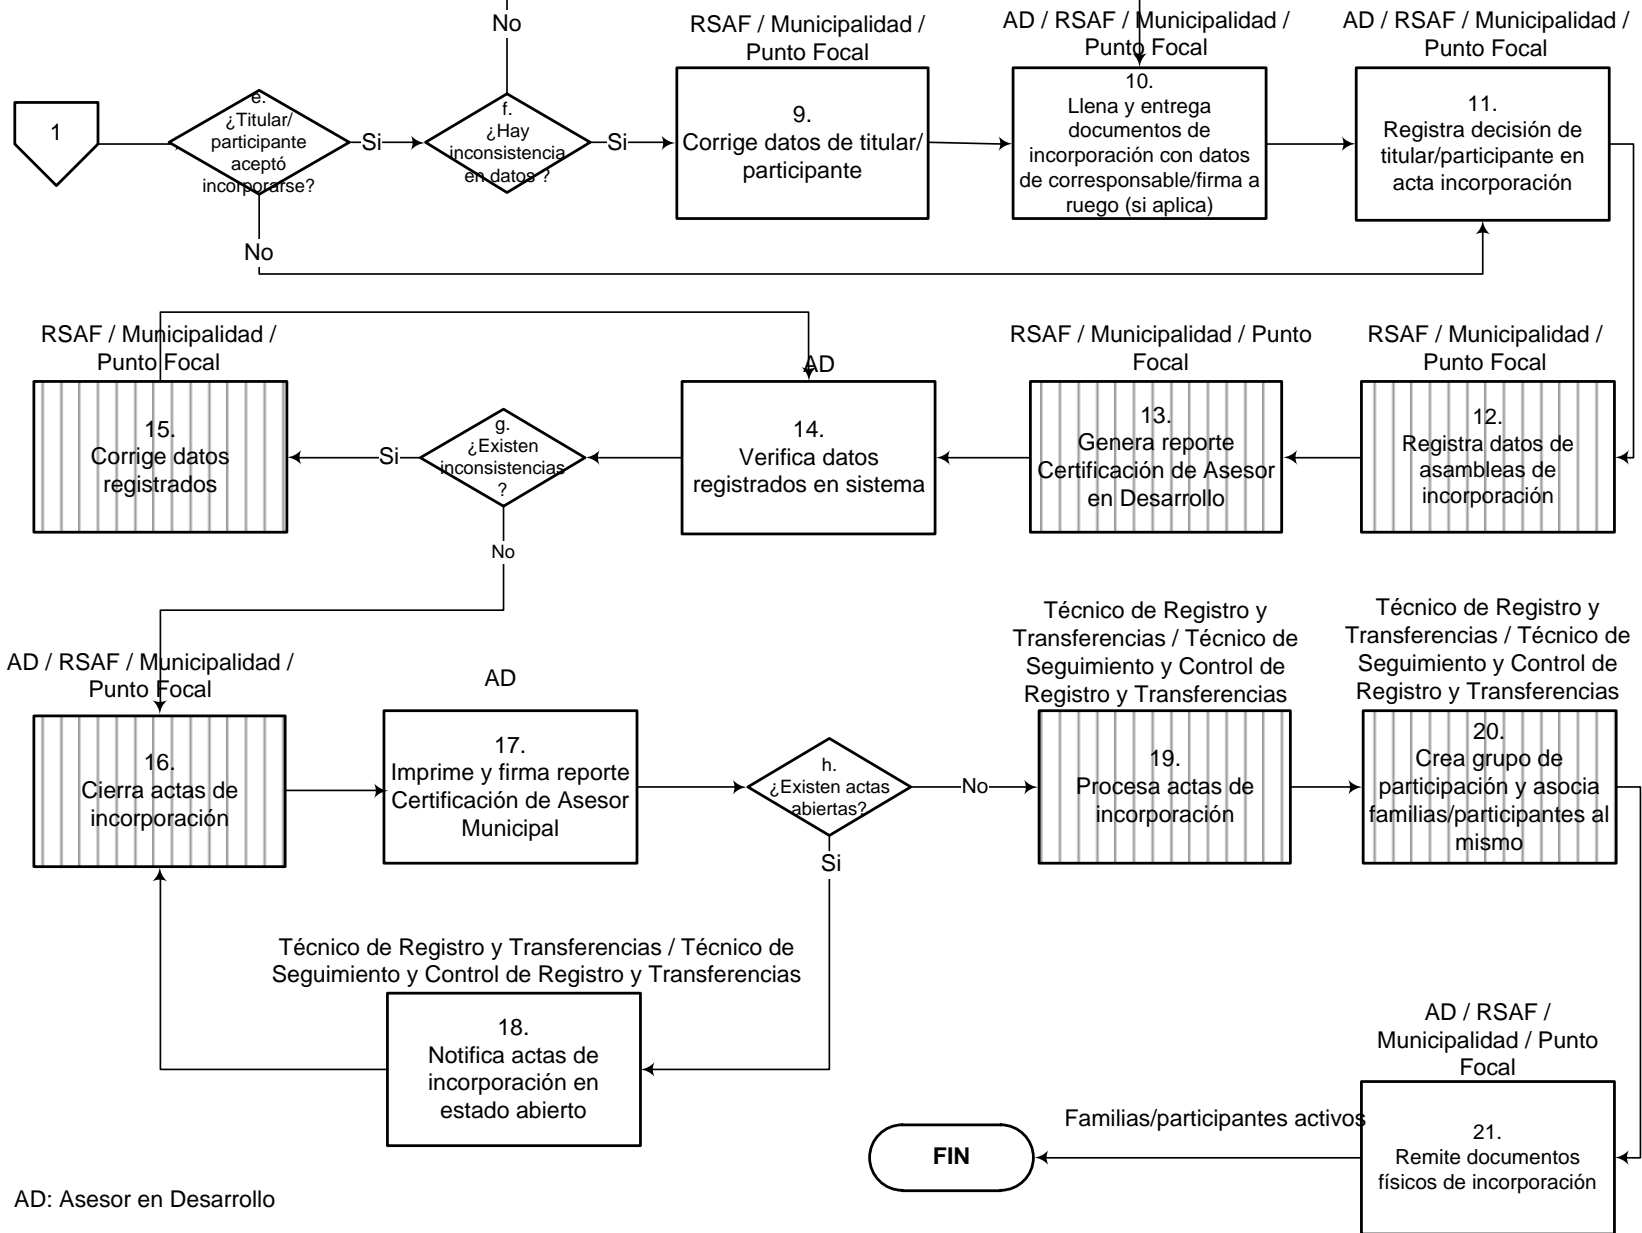 No
RSAF / Municipalidad /
Punto Focal
AD / RSAF / Municipalidad /
Punto Focal
AD / RSAF / Municipalidad /
Punto Focal
1
e.
¿Titular/
participante
aceptó
incorporarse?
Si
f.
¿Hay
inconsistencia
en datos ?
Si
9.
Corrige datos de titular/
participante
10.
Llena y entrega
documentos de
incorporación con datos
de corresponsable/firma a
ruego (si aplica)
11.
Registra decisión de
titular/participante en
acta incorporación
No
RSAF / Municipalidad /
Punto Focal
AD
RSAF / Municipalidad / Punto
Focal
RSAF / Municipalidad /
Punto Focal
15.
Corrige datos
registrados
Si
g.
¿Existen
inconsistencias
?
14.
Verifica datos
registrados en sistema
13.
Genera reporte
Certificación de Asesor
en Desarrollo
12.
Registra datos de
asambleas de
incorporación
No
AD / RSAF / Municipalidad /
Punto Focal
AD
Técnico de Registro y
Transferencias / Técnico de
Seguimiento y Control de
Registro y Transferencias
Técnico de Registro y
Transferencias / Técnico de
Seguimiento y Control de
Registro y Transferencias
16.
Cierra actas de
incorporación
17.
Imprime y firma reporte
Certificación de Asesor
Municipal
h.
¿Existen actas
abiertas?
No
19.
Procesa actas de
incorporación
20.
Crea grupo de
participación y asocia
familias/participantes al
mismo
Si
Técnico de Registro y Transferencias / Técnico de
Seguimiento y Control de Registro y Transferencias
18.
Notifica actas de
incorporación en
estado abierto
AD / RSAF /
Municipalidad / Punto
Focal
Familias/participantes activos
FIN
21.
Remite documentos
físicos de incorporación
AD: Asesor en Desarrollo